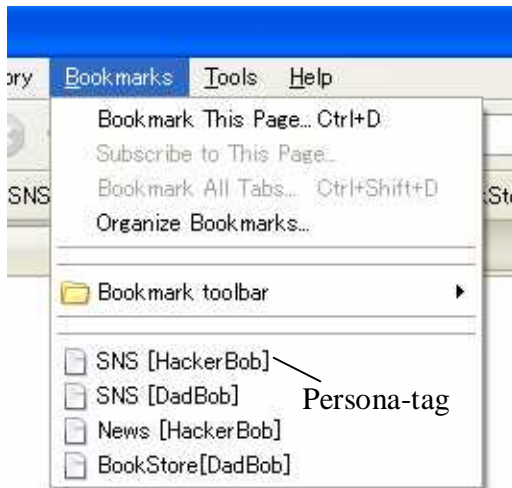 ory Bookmarks Tools Help
Bookmark This Page... Ctrl+D
Subscribe to This Page...
SNS Bookmark All Tabs... Ctrl+Shift+D Sto
Organize Bookmarks...
Bookmark toolbar
SNS [HackerBob]
SNS [DadBob] Persona-tag
News [HackerBob]
BookStore[DadBob]